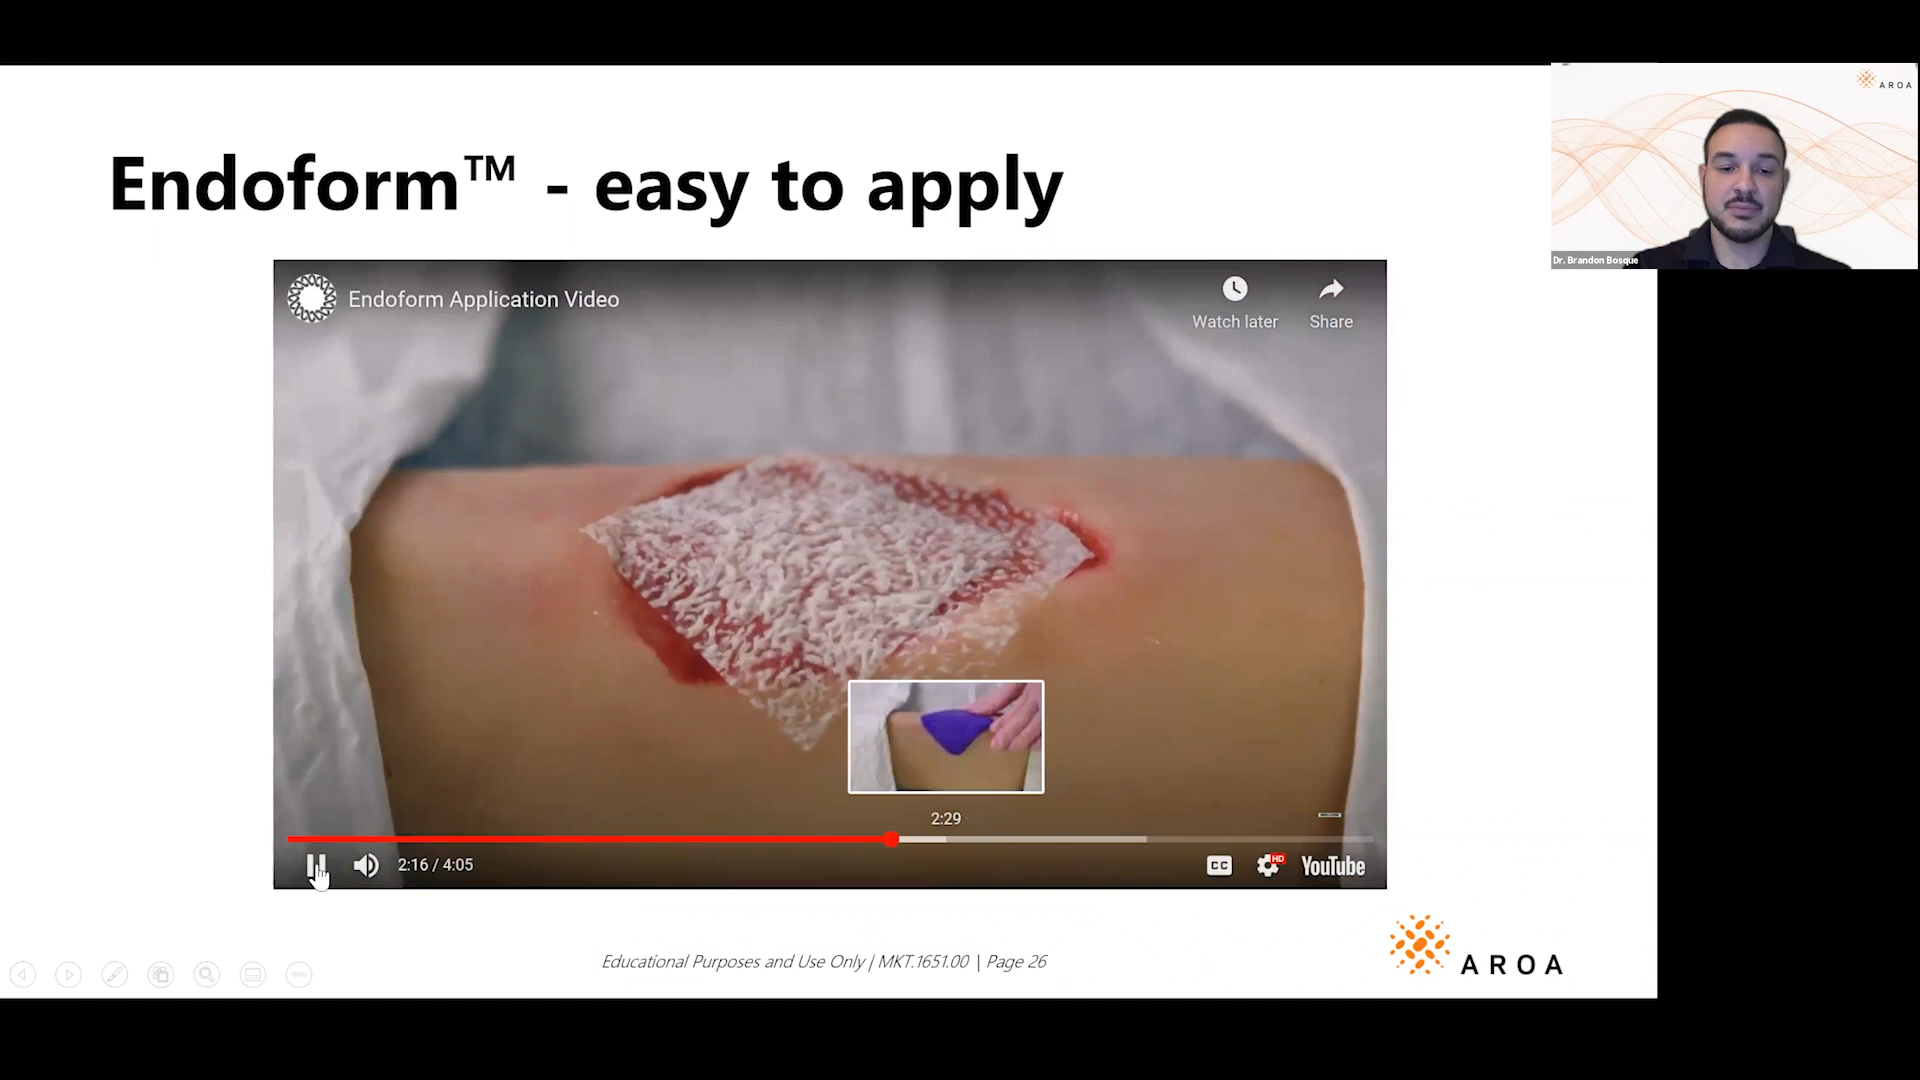 AROA
Dr. Brandon Bosque
Endoform™ - easy to apply
Endoform Application Video
Watch later
Share
2:29
2:16 / 4:05
CC
HD
YouTube
Educational Purposes and Use Only | MKT.1651.00 | Page 26
AROA